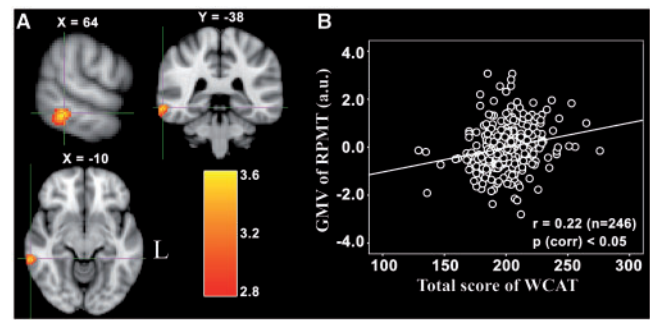 A
X = 64
Y = -38
X = -10
L
3.6
3.2
2.8
B
GMV of RPMT (a.u.)
4.0
2.0
0.0
-2.0
-4.0
r = 0.22 (n=246)
p (corr) < 0.05
100
150
200
250
300
Total score of WCAT